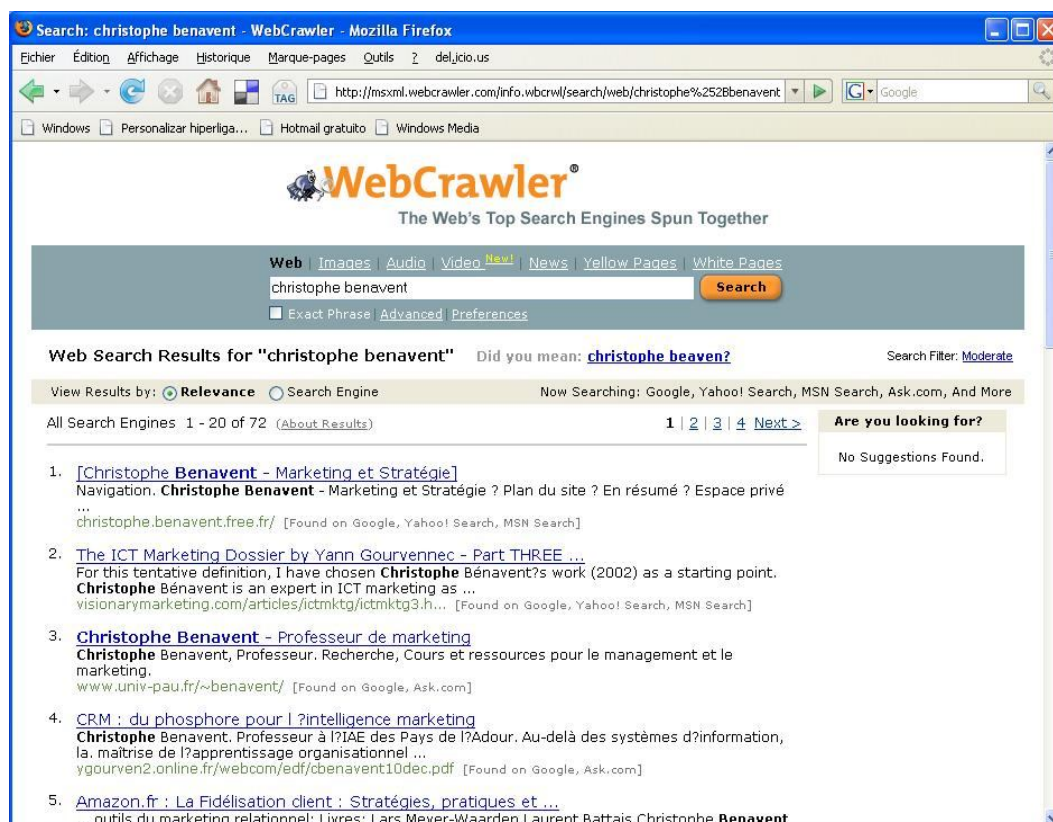 Search: christophe benavent - WebCrawler - Mozilla Firefox
Fichier Édition Affichage Historique Marque-pages Outils ? del.icio.us
TAG http://msxml.webcrawler.com/info.wbcrwl/search/web/christophe%252Bbenavent G Google
Windows Personalizar hiperliga... Hotmail gratuito Windows Media
WebCrawler®
The Web's Top Search Engines Spun Together
Web | Images | Audio | Video New! | News | Yellow Pages | White Pages
christophe benavent Search
Exact Phrase | Advanced | Preferences
Web Search Results for "christophe benavent" Did you mean: christophe beaven? Search Filter: Moderate
View Results by: Relevance Search Engine Now Searching: Google, Yahoo! Search, MSN Search, Ask.com, And More
All Search Engines 1 - 20 of 72 (About Results) 1 | 2 | 3 | 4 Next > Are you looking for?
No Suggestions Found.
1. [Christophe Benavent - Marketing et Stratégie]
Navigation. Christophe Benavent - Marketing et Stratégie ? Plan du site ? En résumé ? Espace privé
...
christophe.benavent.free.fr/ [Found on Google, Yahoo! Search, MSN Search]
2. The ICT Marketing Dossier by Yann Gourvennec - Part THREE ...
For this tentative definition, I have chosen Christophe Bénavent?s work (2002) as a starting point.
Christophe Bénavent is an expert in ICT marketing as ...
visionarymarketing.com/articles/ictmktg/ictmktg3.h... [Found on Google, Yahoo! Search, MSN Search]
3. Christophe Benavent - Professeur de marketing
Christophe Benavent, Professeur. Recherche, Cours et ressources pour le management et le
marketing.
www.univ-pau.fr/~benavent/ [Found on Google, Ask.com]
4. CRM : du phosphore pour l ?intelligence marketing
Christophe Benavent. Professeur à l?IAE des Pays de l?Adour. Au-delà des systèmes d?information,
la. maîtrise de l?apprentissage organisationnel ...
ygourven2.online.fr/webcom/edf/cbenavent10dec.pdf [Found on Google, Ask.com]
5. Amazon.fr : La Fidélisation client : Stratégies, pratiques et ...
... outils du marketing relationnel: Livres: Lars Meyer-Waarden,Laurent Battais,Christophe Benavent